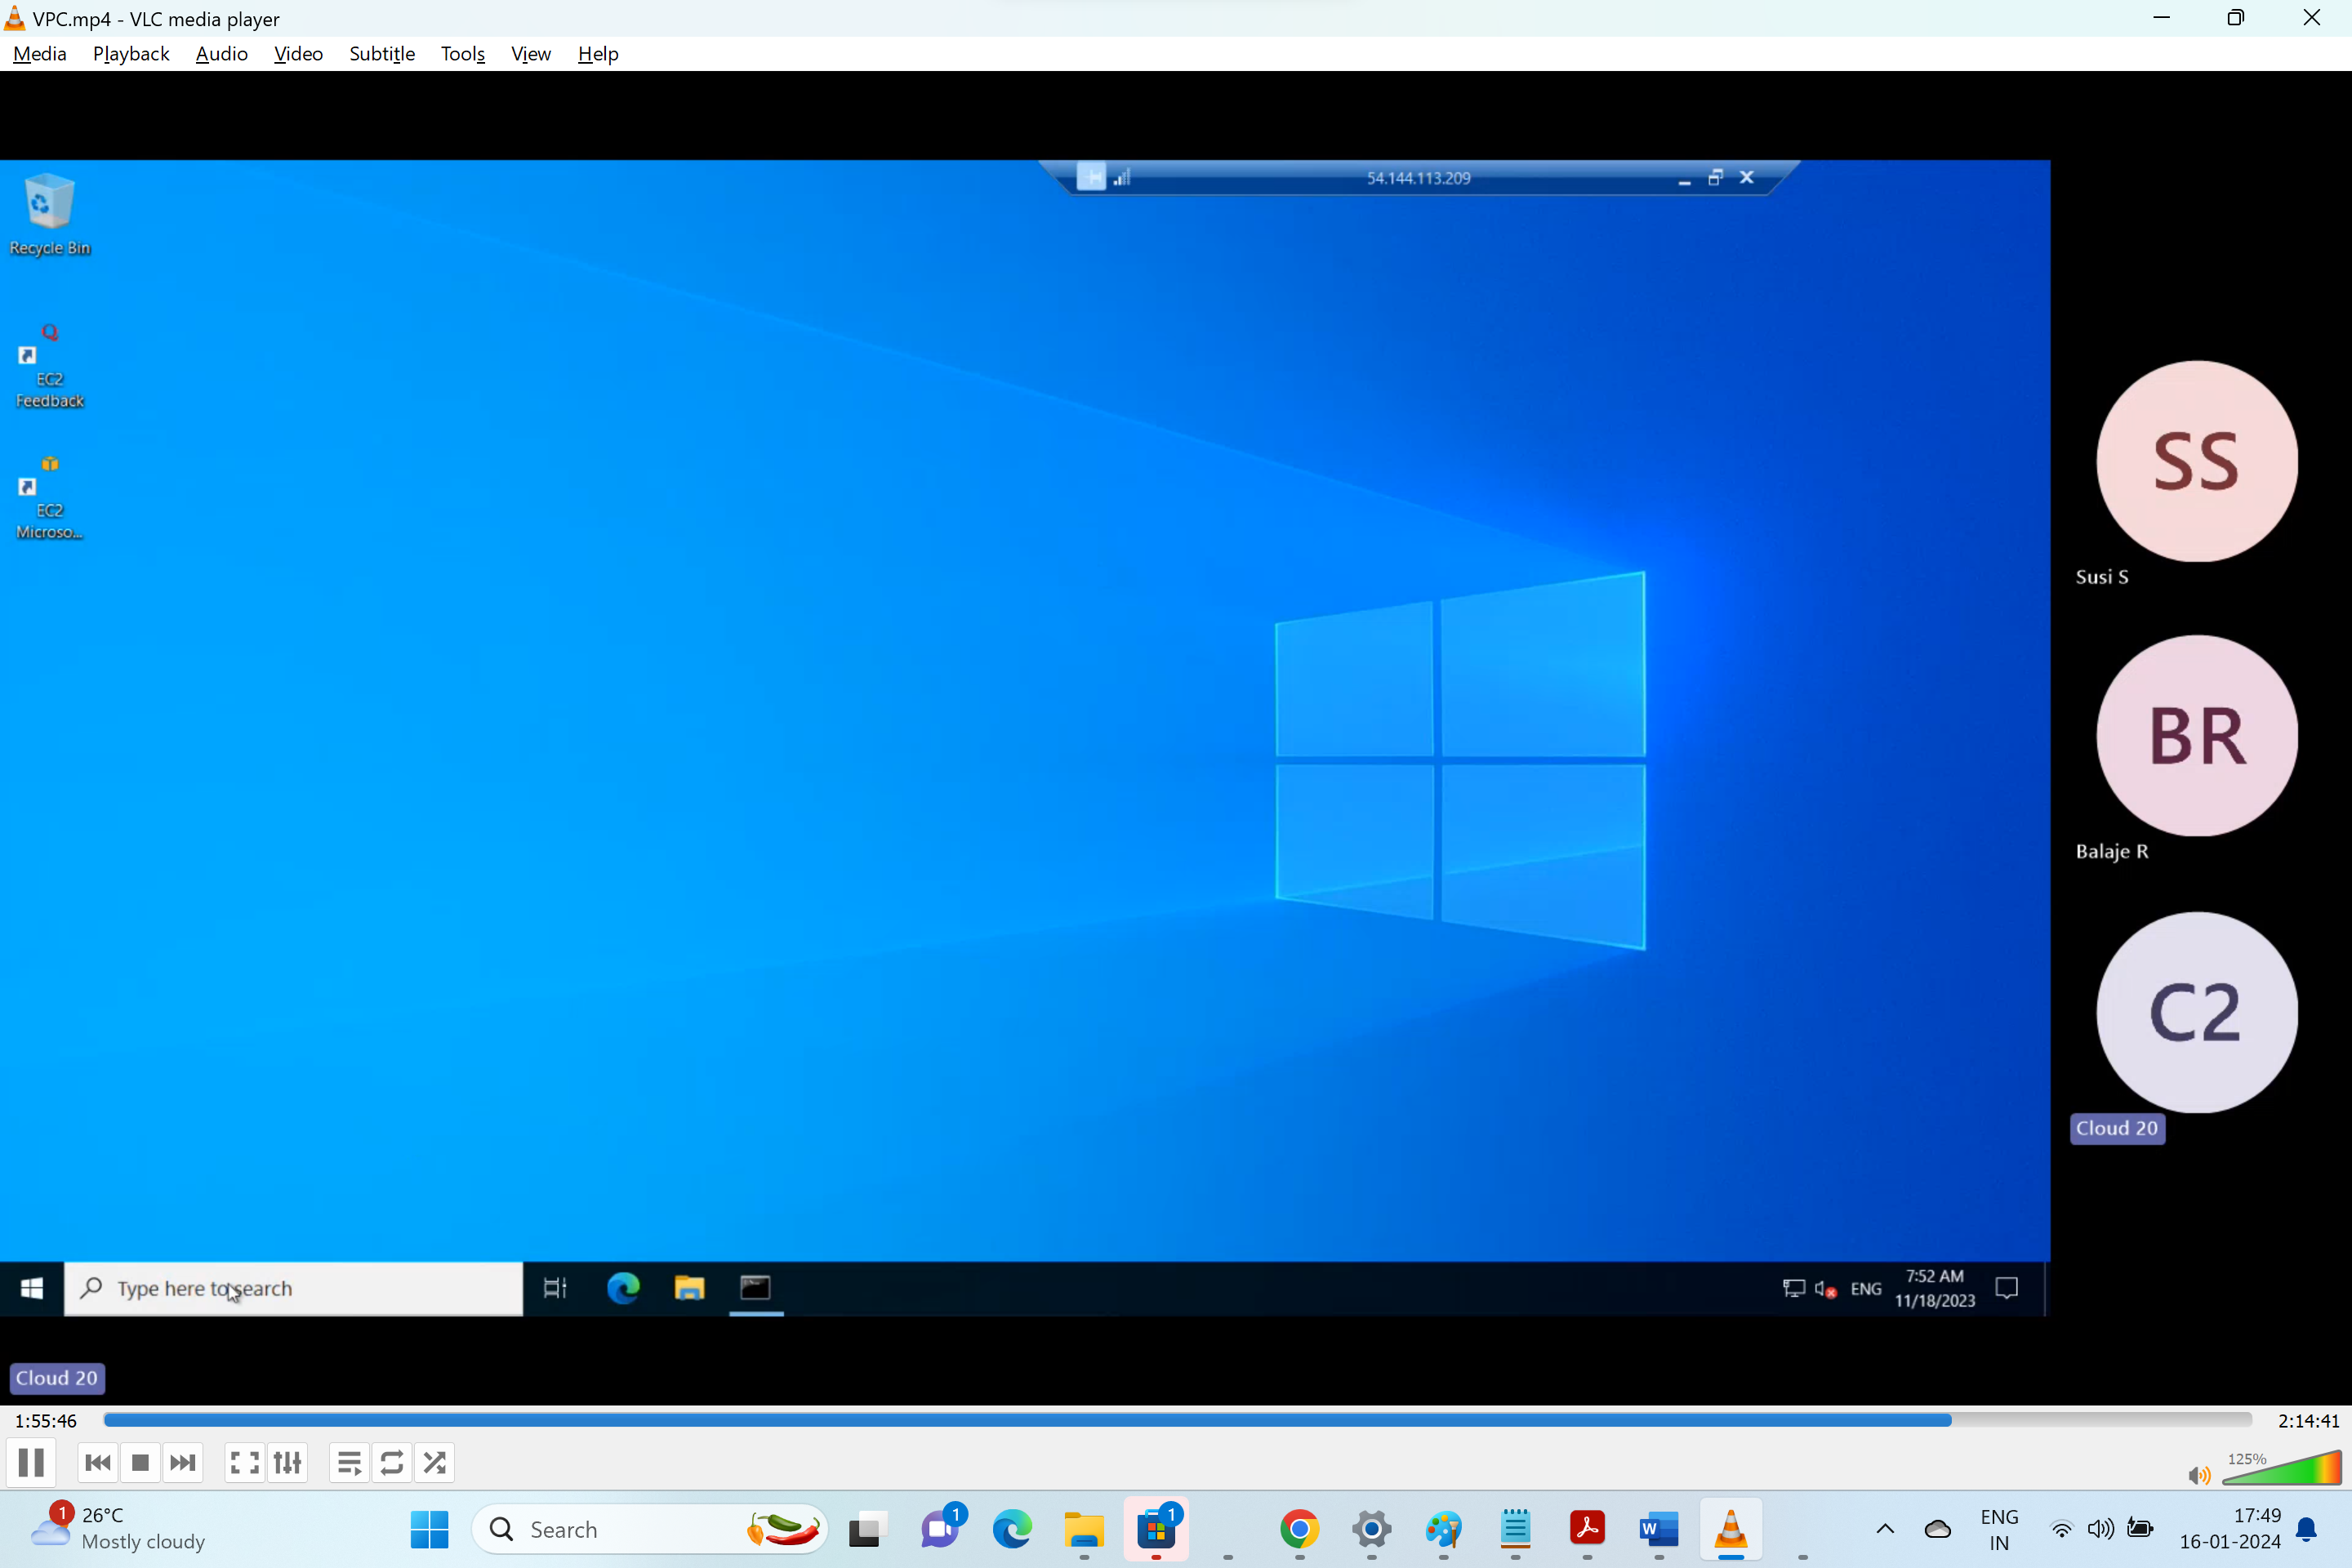 VPC.mp4 - VLC media player
Media Playback Audio Video Subtitle Tools View Help
54.144.113.209
Recycle Bin
EC2
Feedback
EC2
Microso...
SS
Susi S
BR
Balaje R
C2
Cloud 20
Type here to search
ENG
7:52 AM
11/18/2023
Cloud 20
1:55:46
2:14:41
125%
1
26°C
Mostly cloudy
Search
1
1
ENG
IN
17:49
16-01-2024